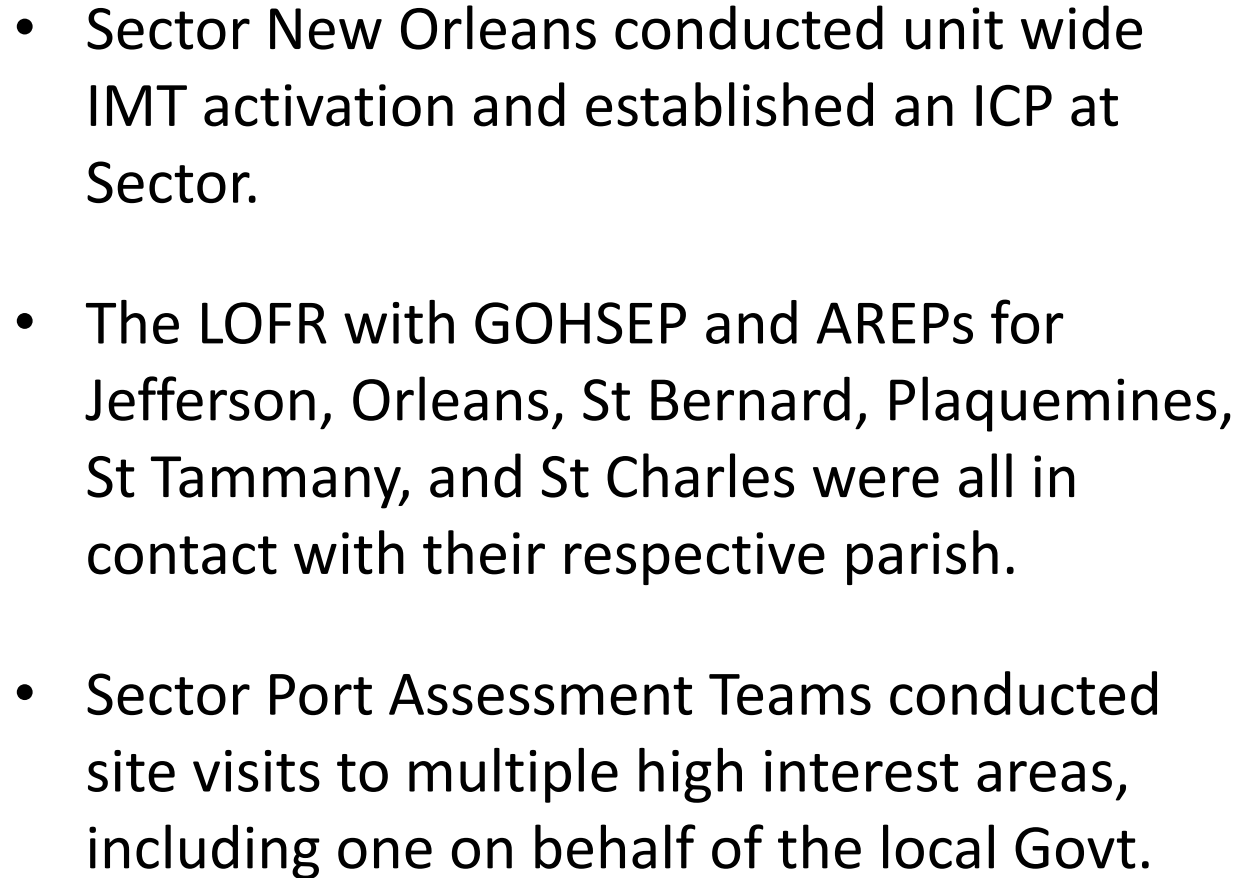 • Sector New Orleans conducted unit wide
IMT activation and established an ICP at
Sector.
• The LOFR with GOHSEP and AREPs for
Jefferson, Orleans, St Bernard, Plaquemines,
St Tammany, and St Charles were all in
contact with their respective parish.
• Sector Port Assessment Teams conducted
site visits to multiple high interest areas,
including one on behalf of the local Govt.